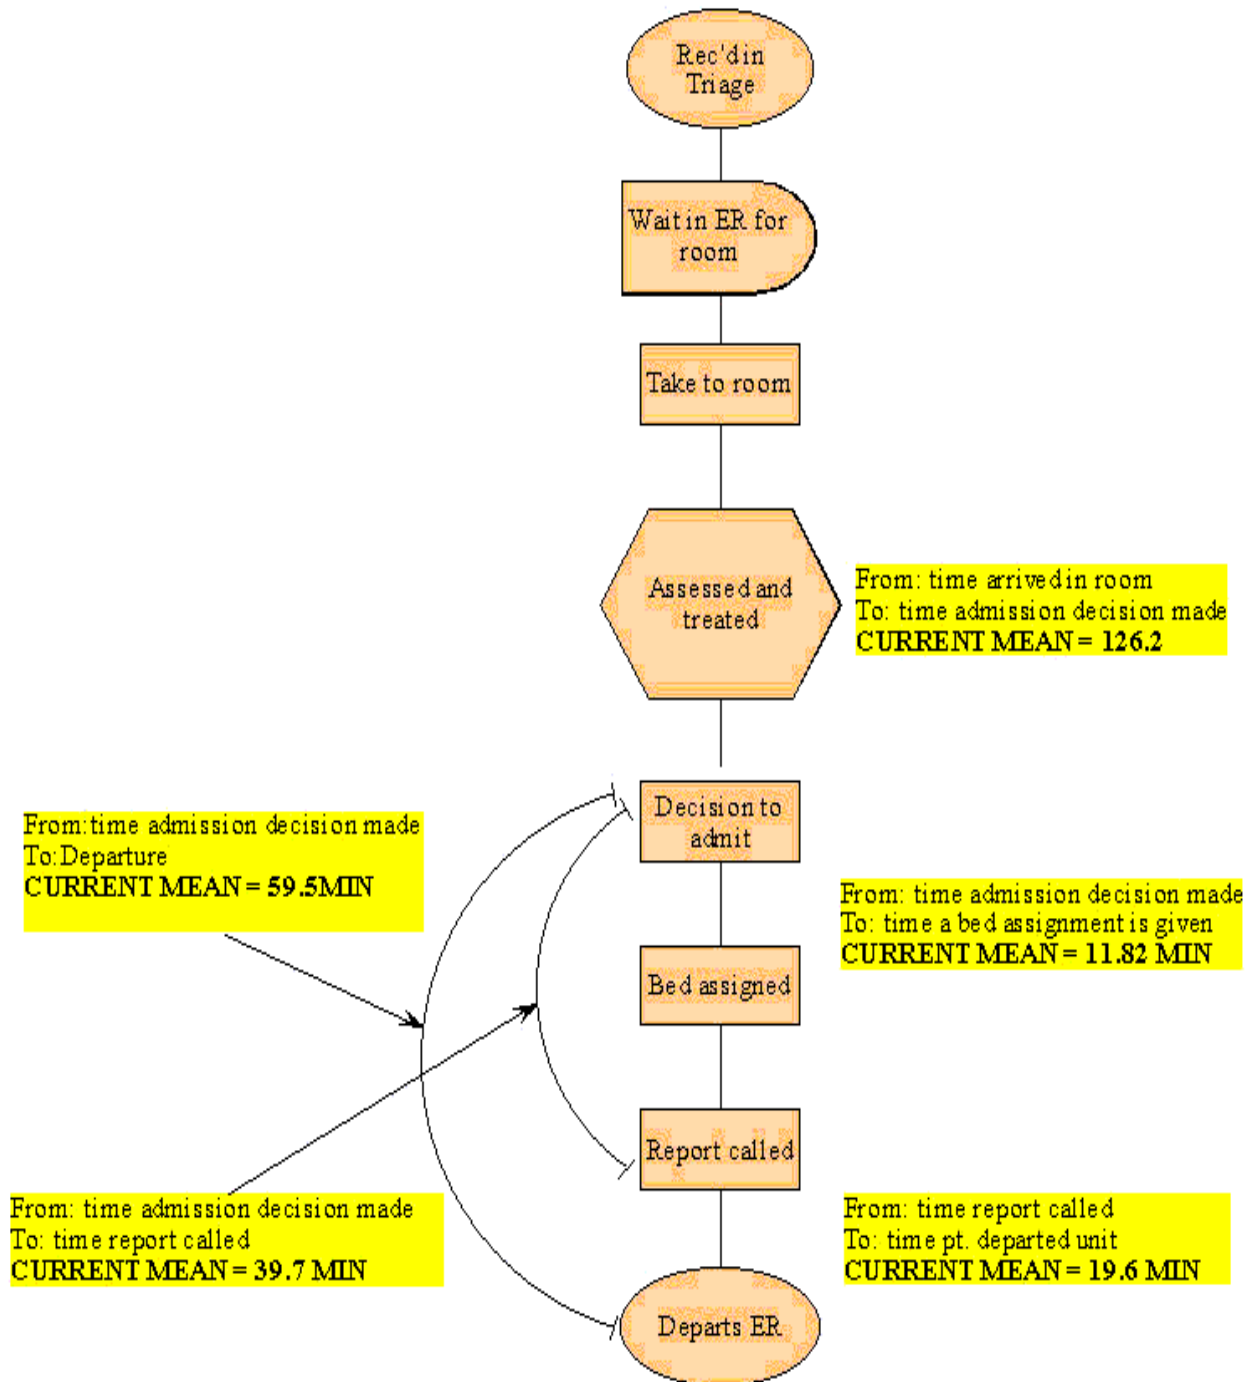 Rec'd in
Triage
Wait in ER for
room
Take to room
Assessed and
treated
From: time arrived in room
To: time admission decision made
CURRENT MEAN = 126.2
Decision to
admit
From:time admission decision made
To:Departure
CURRENT MEAN = 59.5MIN
From: time admission decision made
To: time a bed assignment is given
CURRENT MEAN = 11.82 MIN
Bed assigned
Report called
From: time admission decision made
To: time report called
CURRENT MEAN = 39.7 MIN
From: time report called
To: time pt. departed unit
CURRENT MEAN = 19.6 MIN
Departs ER